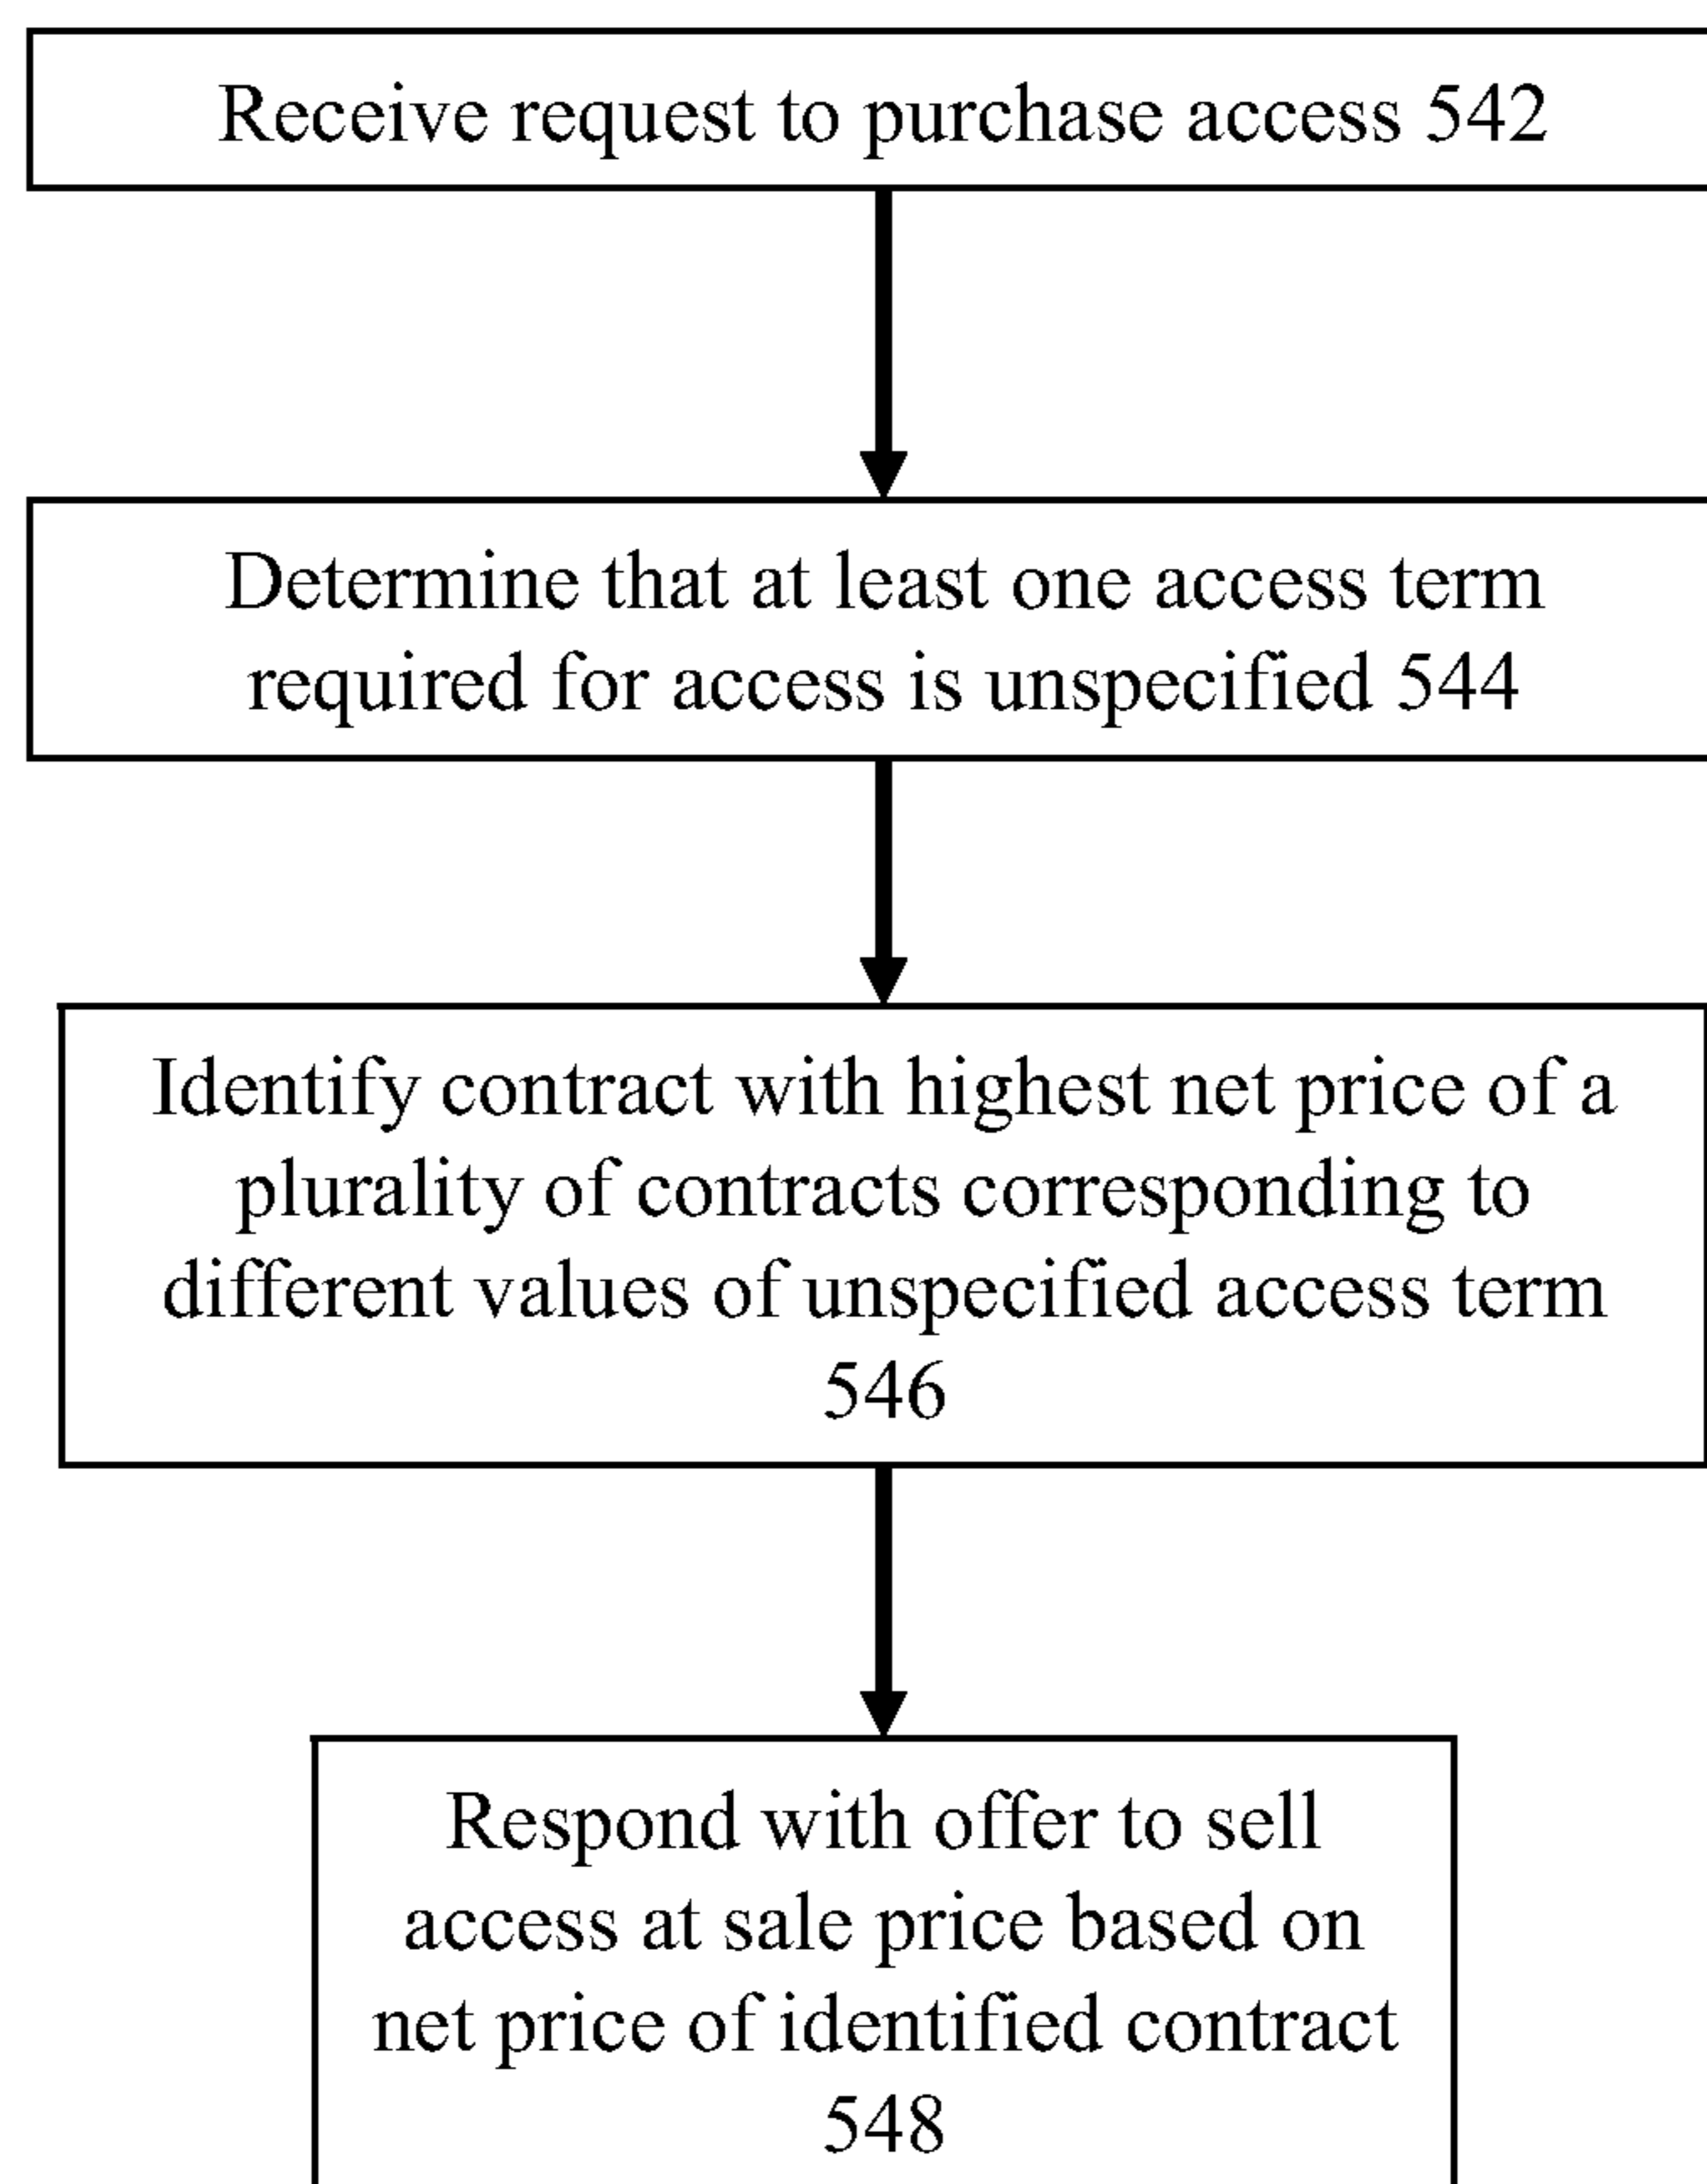 Receive request to purchase access 542
Determine that at least one access term
required for access is unspecified 544
Identify contract with highest net price of a
plurality of contracts corresponding to
different values of unspecified access term
546
Respond with offer to sell
access at sale price based on
net price of identified contract
548